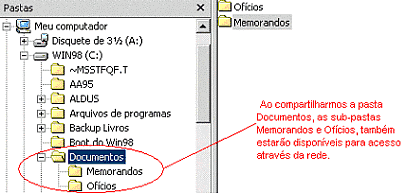 Pastas
Meu computador
Disquete de 3½ (A:)
WIN98 (C:)
~MSSTFQF.T
AA95
ALDUS
Arquivos de programas
Backup Livros
Boot do Win98
Documentos
Memorandos
Ofícios
Ofícios
Memorandos
Ao compartilharmos a pasta
Documentos, as sub-pastas
Memorandos e Ofícios, também
estarão disponíveis para acesso
através da rede.